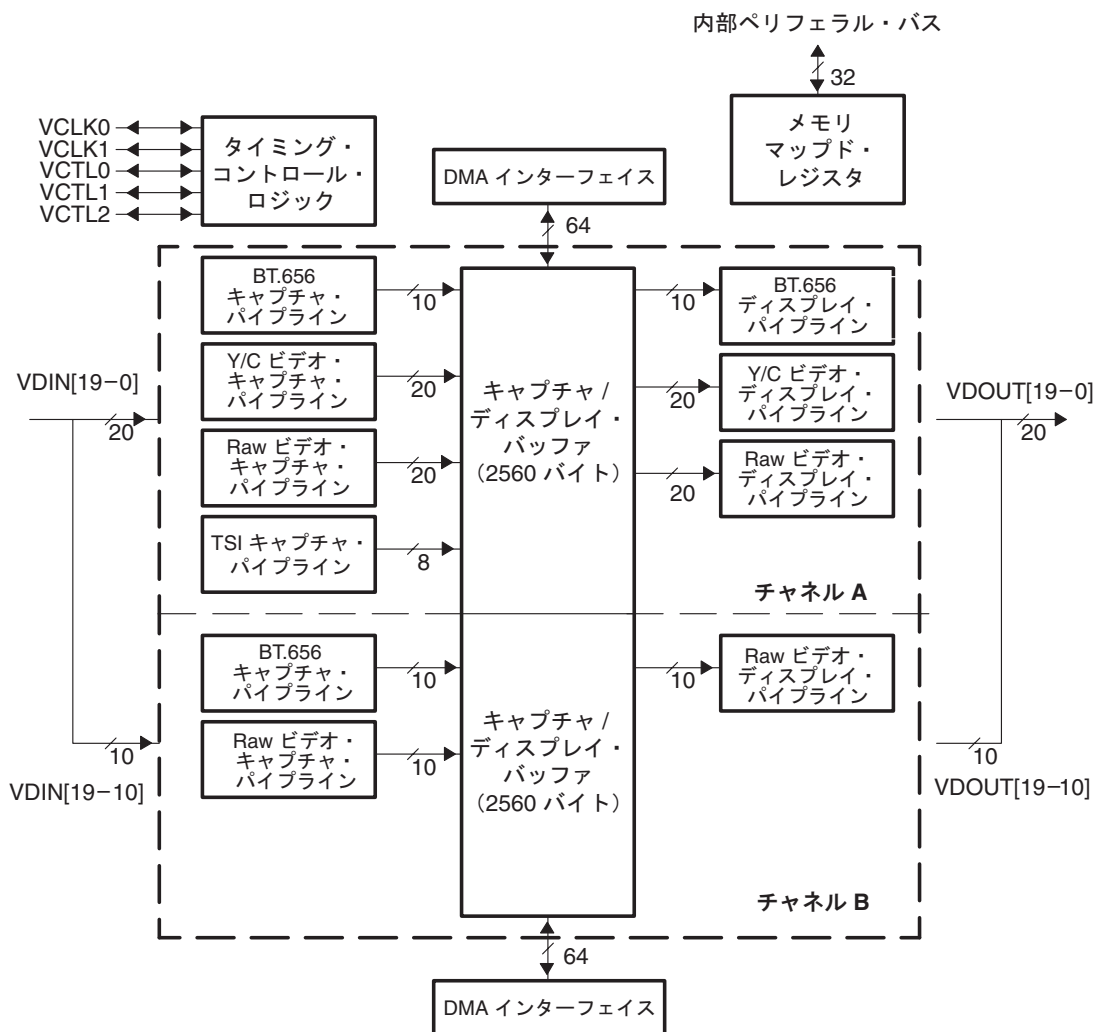 内部ペリフェラル・バス
32
メモリ
マップド・
レジスタ
VCLK0
VCLK1
VCTL0
VCTL1
VCTL2
タイミング・
コントロール・
ロジック
DMA インターフェイス
64
BT.656
キャプチャ・
パイプライン
10
Y/C ビデオ・
キャプチャ・
パイプライン
20
Raw ビデオ・
キャプチャ・
パイプライン
20
TSI キャプチャ・
パイプライン
8
VDIN[19−0]
20
キャプチャ /
ディスプレイ・
バッファ
(2560 バイト)
10
BT.656
ディスプレイ・
パイプライン
20
Y/C ビデオ・
ディスプレイ・
パイプライン
20
Raw ビデオ・
ディスプレイ・
パイプライン
VDOUT[19−0]
20
チャネル A
BT.656
キャプチャ・
パイプライン
10
Raw ビデオ・
キャプチャ・
パイプライン
10
10
VDIN[19−10]
キャプチャ /
ディスプレイ・
バッファ
(2560 バイト)
10
Raw ビデオ・
ディスプレイ・
パイプライン
10
VDOUT[19−10]
チャネル B
64
DMA インターフェイス